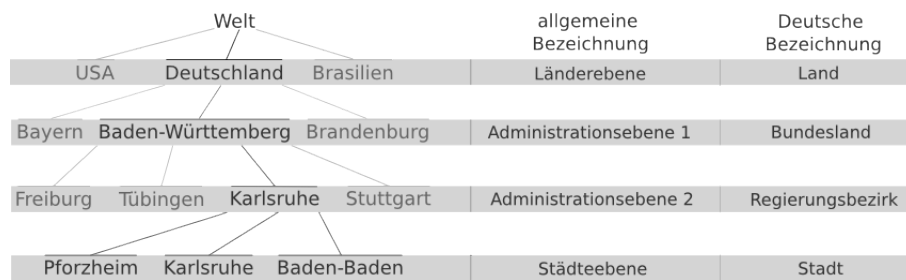 Welt allgemeine Bezeichnung Deutsche Bezeichnung
USA Deutschland Brasilien Länderebene Land
Bayern Baden-Württemberg Brandenburg Administrationsebene 1 Bundesland
Freiburg Tübingen Karlsruhe Stuttgart Administrationsebene 2 Regierungsbezirk
Pforzheim Karlsruhe Baden-Baden Städteebene Stadt